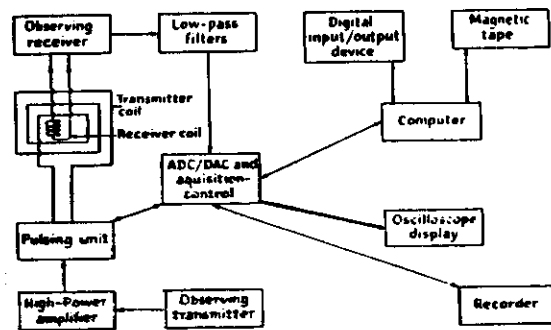 Observing
receiver
Low-pass
filters
Digital
input/output
device
Magnetic
tape
Transmitter
coil
Receiver coil
Computer
ADC/DAC and
aquisition-
control
Pulsing unit
Oscilloscope
display
High-Power
amplifier
Observing
transmitter
Recorder